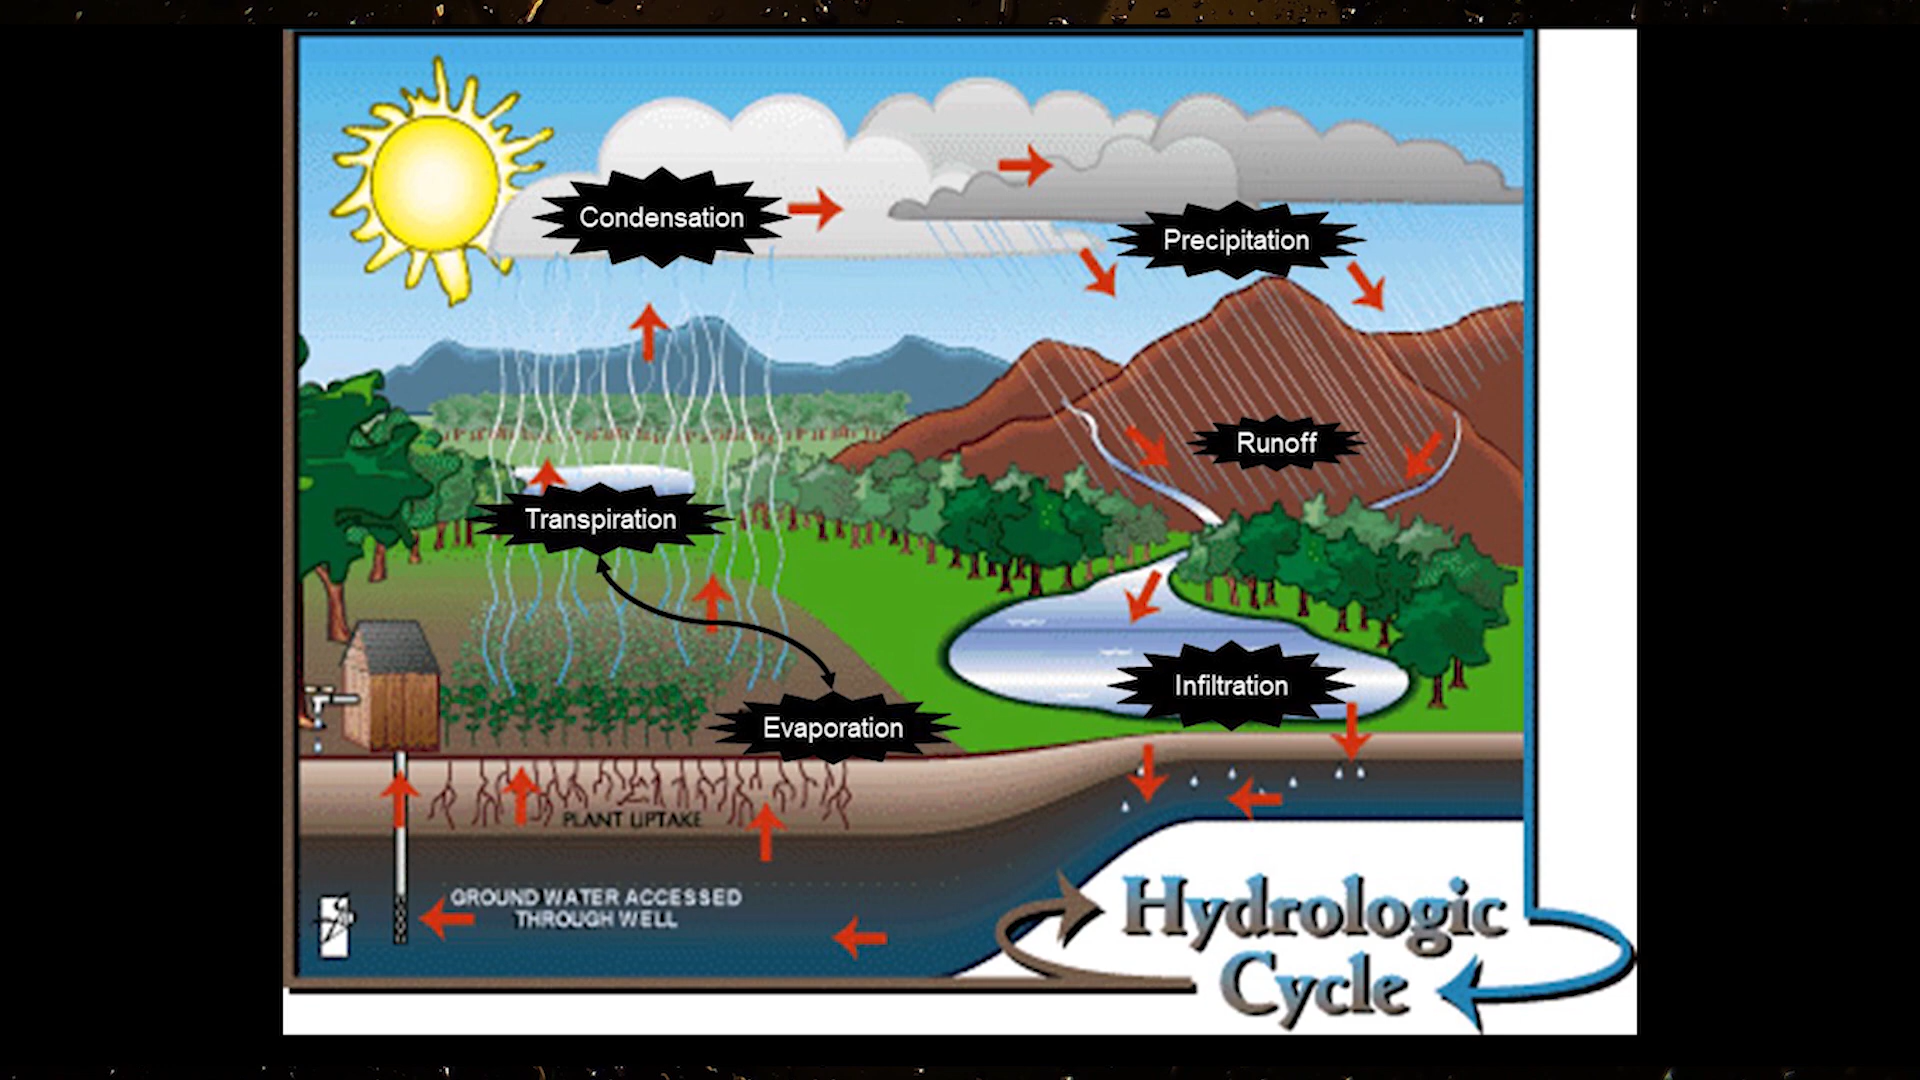 Condensation
Precipitation
Runoff
Transpiration
Infiltration
Evaporation
PLANT UPTAKE
GROUND WATER ACCESSED
THROUGH WELL
Hydrologic
Cycle